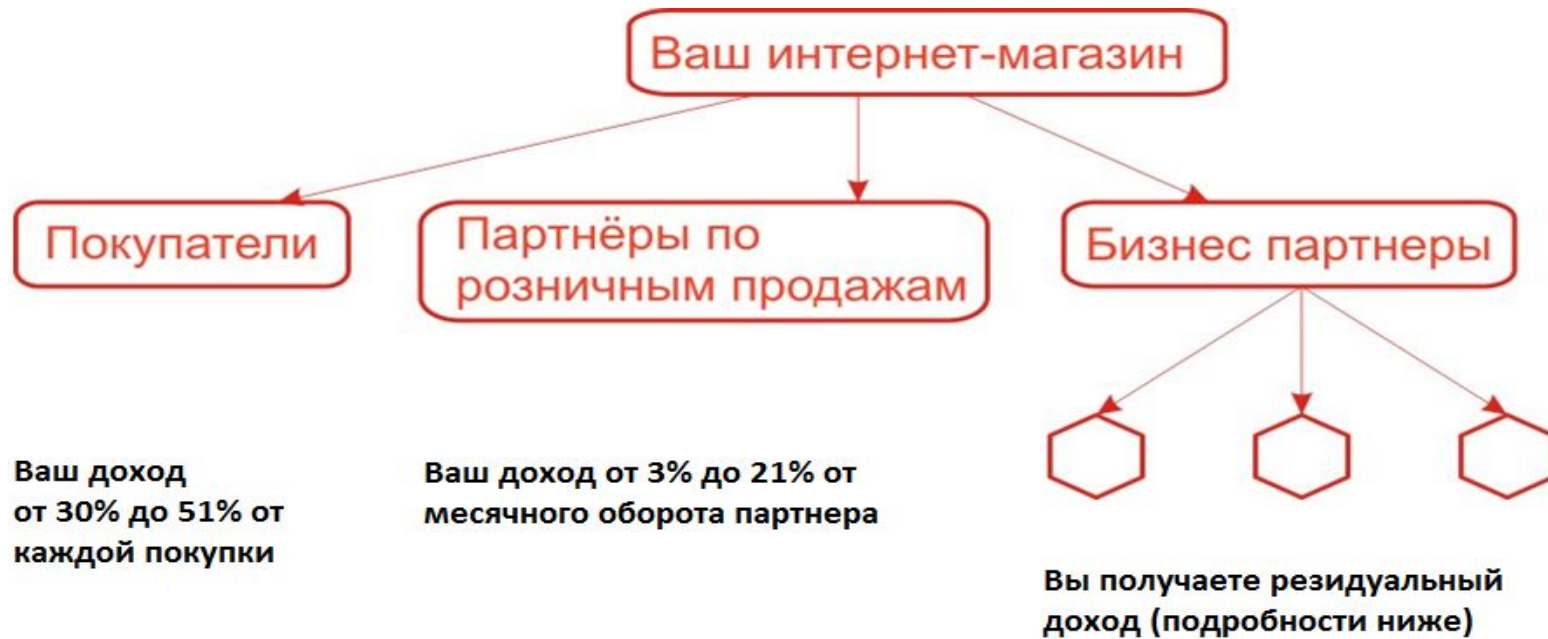 Ваш интернет-магазин
Покупатели
Партнёры по
розничным продажам
Бизнес партнеры
Ваш доход
от 30% до 51% от
каждой покупки
Ваш доход от 3% до 21% от
месячного оборота партнера
Вы получаете резидуальный
доход (подробности ниже)